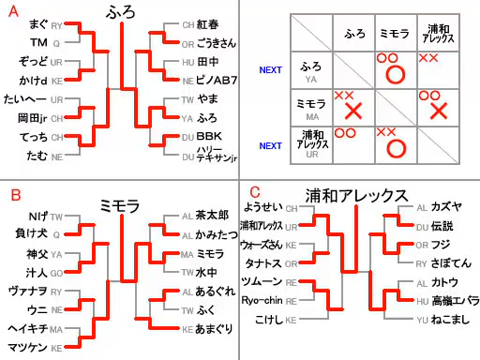 A
ふろ
まぐ RY
TM Q
ぞっど UR
かけd KE
たいへー UR
岡田jr CH
てっち CH
たむ NE
CH 紅春
OR ごうきさん
HU 田中
NE ピノAB7
TW やま
YA ふろ
DU BBK
DU ハリー
テキサンjr
ふろ
ミモラ
浦和
アレックス
NEXT
ふろ
YA
○○
○
××
ミモラ
MA
××
×
○○
×
NEXT
浦和
アレックス
UR
○○
××
○
B
ミモラ
Nげ TW
負け犬 Q
神父 YA
汁人 GO
ヴァナヲ RY
ウニ NE
ヘイキチ MA
マツケン KE
AL 茶太郎
AL かみたつ
MA ミモラ
TW 水中
RY あるぐれ
TW ふく
KE あまぐり
C
浦和アレックス
ようせい CH
浦和アレックス UR
ウォーズさん KE
タナトス OR
ツムーン RE
Ryo-chin RE
こけし KE
AL カズヤ
DU 伝説
OR フジ
RY さぼてん
AL カトウ
HU 高嶺エバラ
YU ねこまし